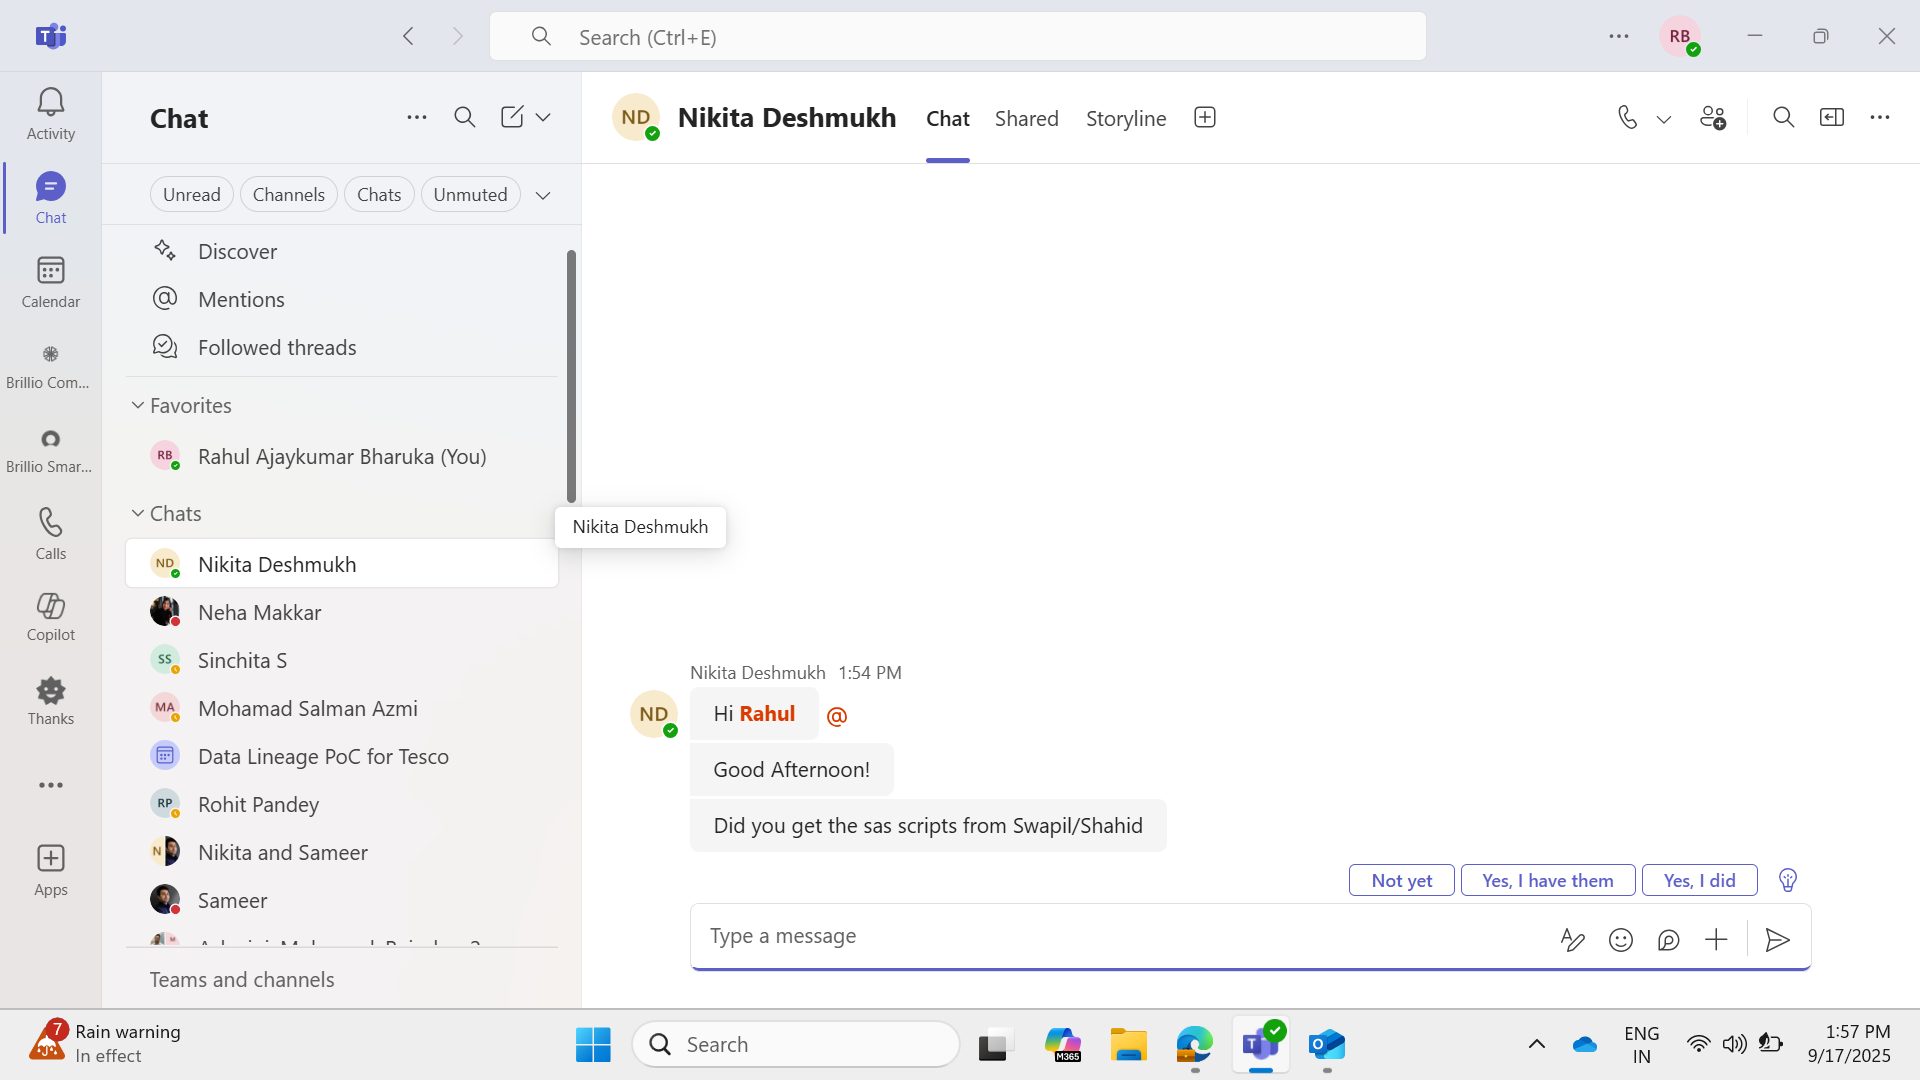 Search (Ctrl+E)
RB
Activity
Chat
Calendar
Brillio Com...
Brillio Smar...
Calls
Copilot
Thanks
Apps
Chat
Unread
Channels
Chats
Unmuted
Discover
Mentions
Followed threads
Favorites
RB
Rahul Ajaykumar Bharuka (You)
Chats
ND
Nikita Deshmukh
Neha Makkar
SS
Sinchita S
MA
Mohamad Salman Azmi
Data Lineage PoC for Tesco
RP
Rohit Pandey
N
Nikita and Sameer
Sameer
Teams and channels
Nikita Deshmukh
ND
Nikita Deshmukh
Chat
Shared
Storyline
Nikita Deshmukh 1:54 PM
ND
Hi Rahul
@
Good Afternoon!
Did you get the sas scripts from Swapil/Shahid
Not yet
Yes, I have them
Yes, I did
Type a message
7
Rain warning
In effect
Search
M365
ENG
IN
1:57 PM
9/17/2025